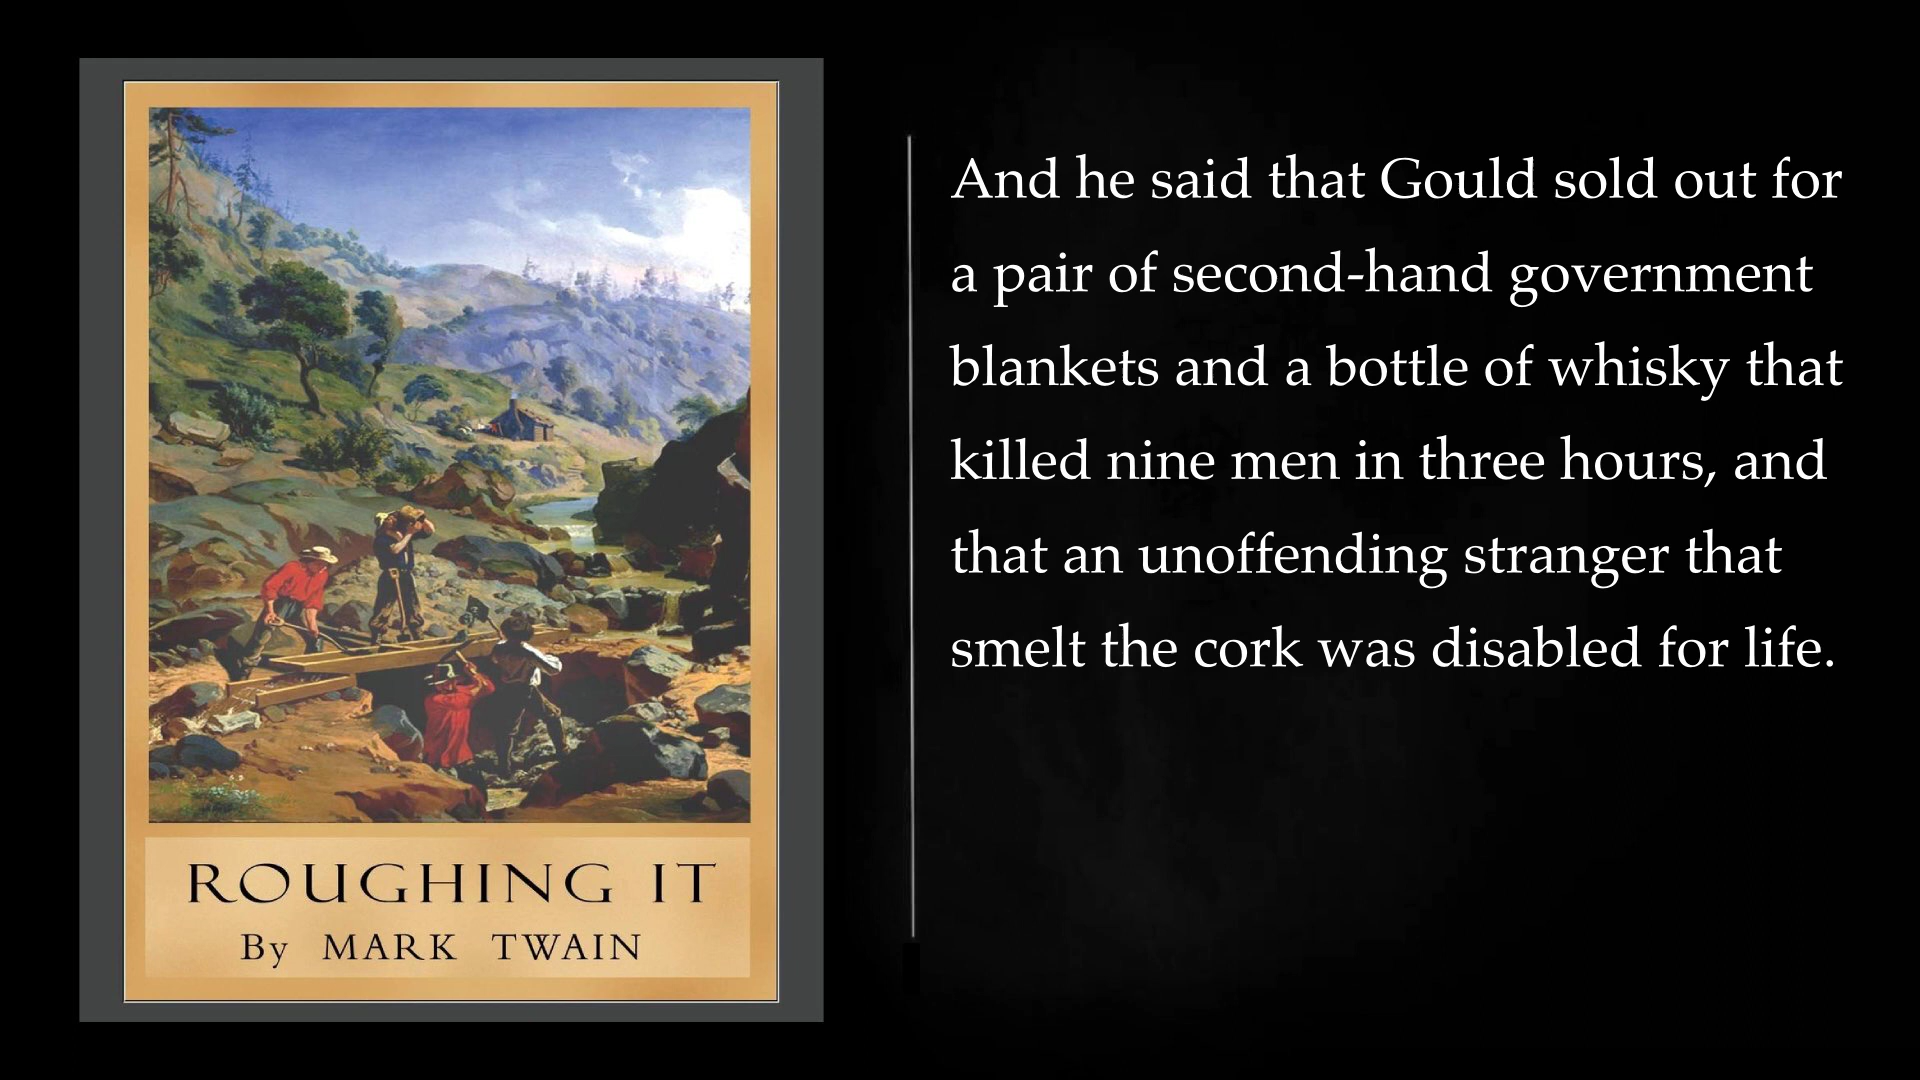 ROUGHING IT
By MARK TWAIN
And he said that Gould sold out for
a pair of second-hand government
blankets and a bottle of whisky that
killed nine men in three hours, and
that an unoffending stranger that
smelt the cork was disabled for life.